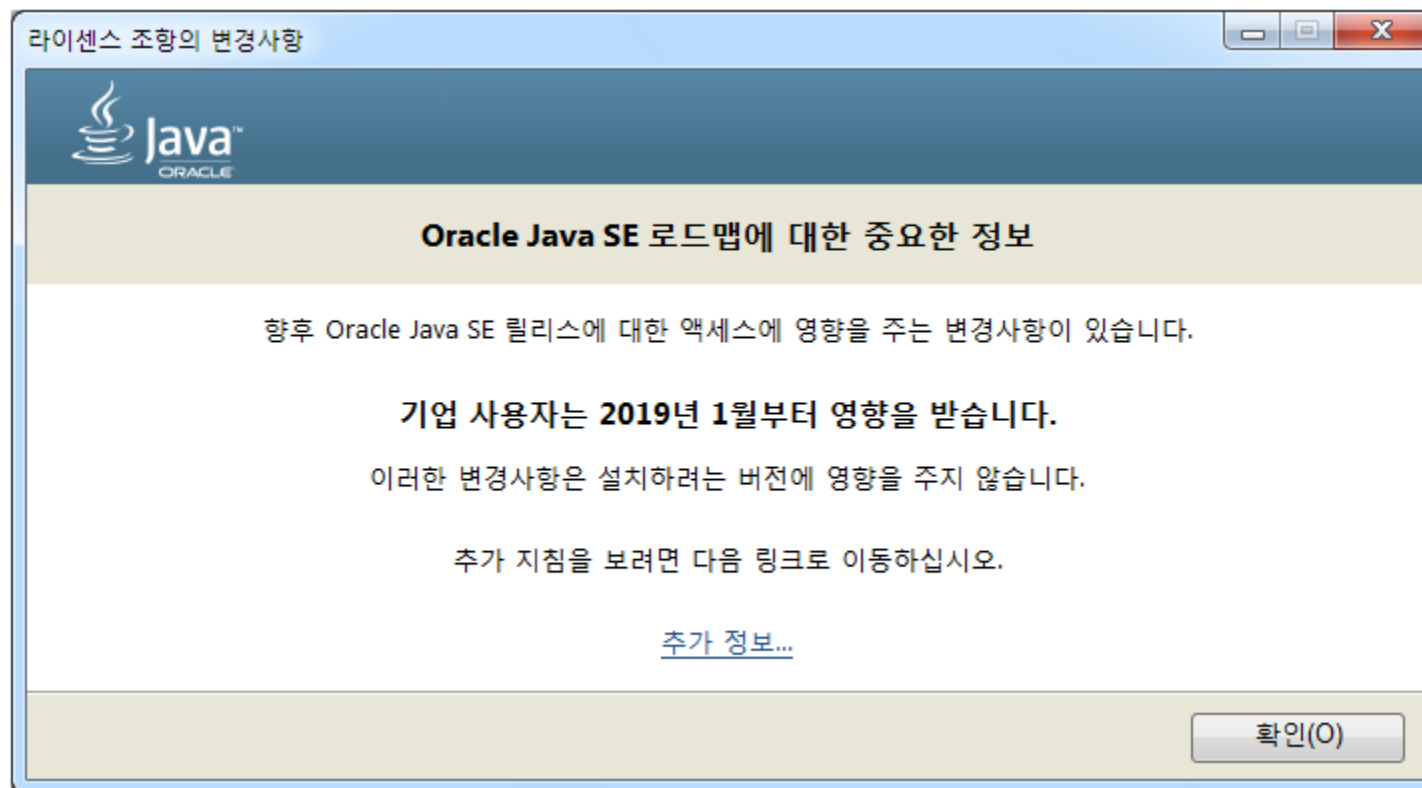 라이센스 조항의 변경사항
Java™
ORACLE
Oracle Java SE 로드맵에 대한 중요한 정보
향후 Oracle Java SE 릴리스에 대한 액세스에 영향을 주는 변경사항이 있습니다.
기업 사용자는 2019년 1월부터 영향을 받습니다.
이러한 변경사항은 설치하려는 버전에 영향을 주지 않습니다.
추가 지침을 보려면 다음 링크로 이동하십시오.
추가 정보...
확인(O)